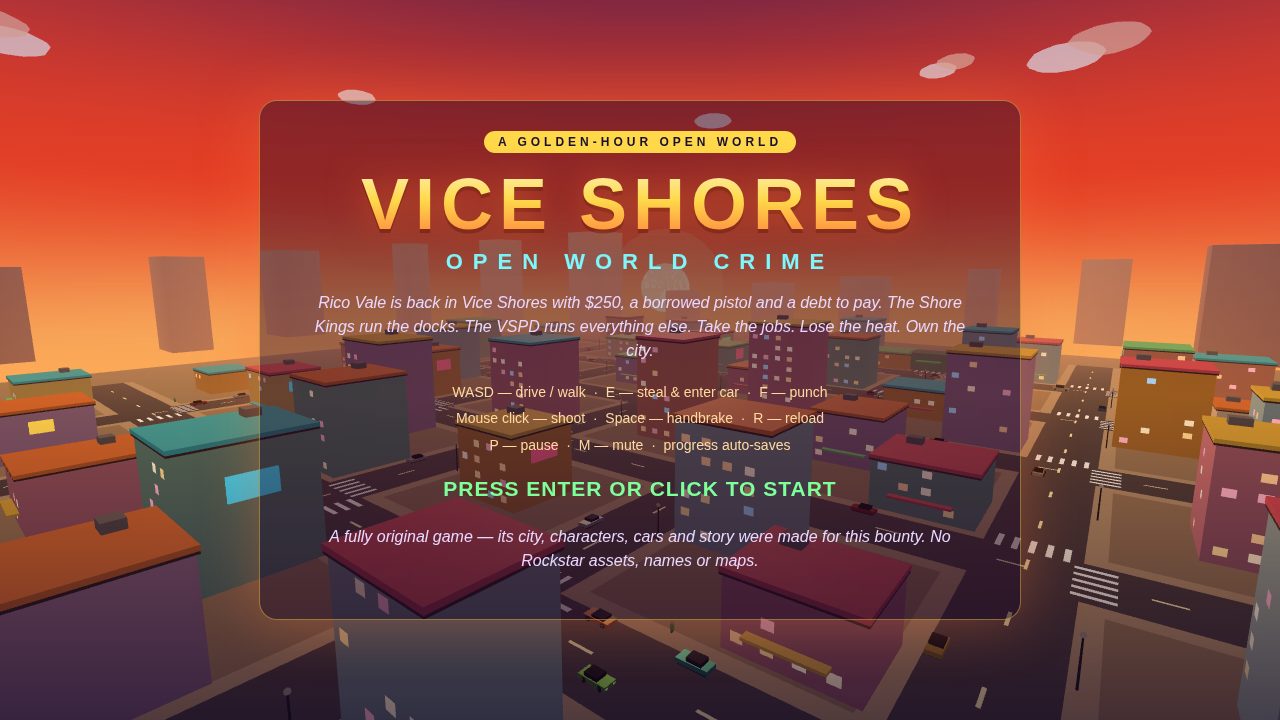 A GOLDEN-HOUR OPEN WORLD
VICE SHORES
OPEN WORLD CRIME
Rico Vale is back in Vice Shores with $250, a borrowed pistol and a debt to pay. The Shore
Kings run the docks. The VSPD runs everything else. Take the jobs. Lose the heat. Own the
city.
WASD — drive / walk · E — steal & enter car · F — punch
Mouse click — shoot · Space — handbrake · R — reload
P — pause · M — mute · progress auto-saves
PRESS ENTER OR CLICK TO START
A fully original game — its city, characters, cars and story were made for this bounty. No
Rockstar assets, names or maps.